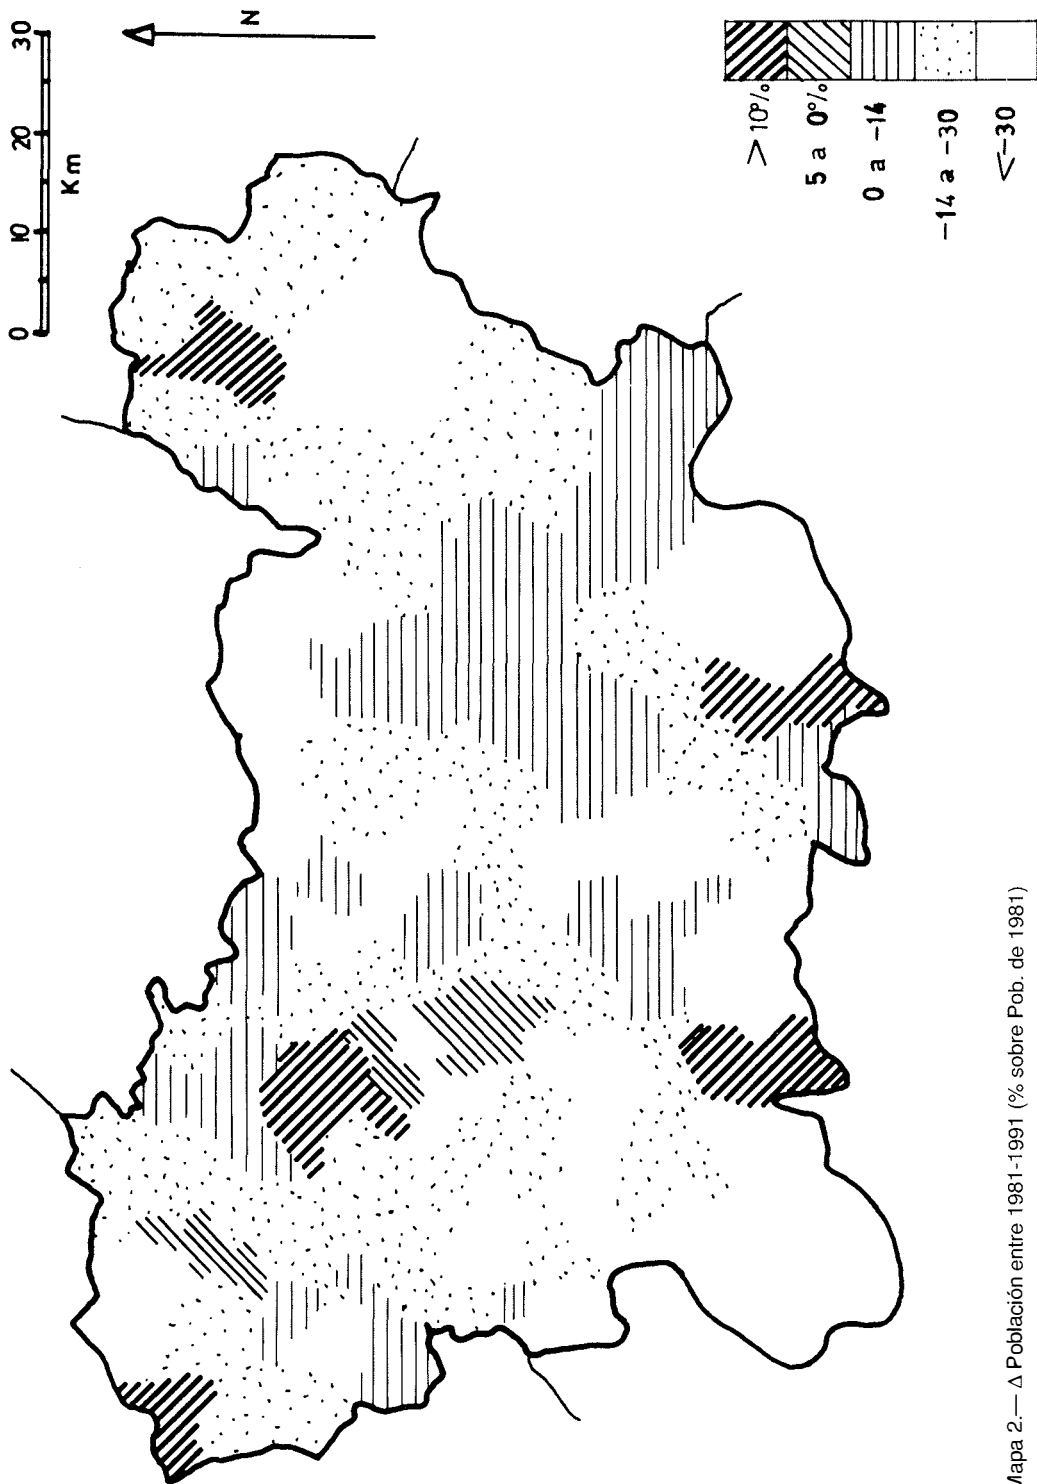 30
20
10
0
Km
N
>10%
5 a 0%
0 a -14
-14 a -30
<-30
Mapa 2.— Δ Población entre 1981-1991 (% sobre Pob. de 1981)